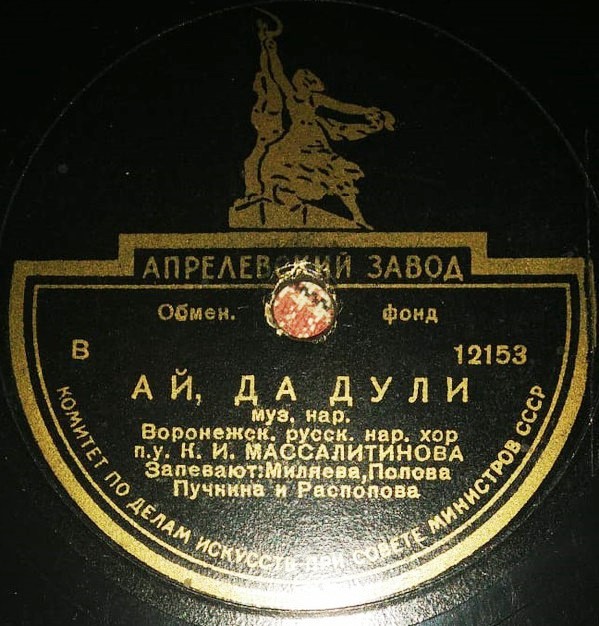 АПРЕЛЕВСКИЙ ЗАВОД
Обмен. фонд
В 12153
АЙ, ДА ДУЛИ
муз. нар.
Воронежск. русск. нар. хор
п.у. К. И. МАССАЛИТИНОВА
Запевают: Миляева, Полова
Пучнина и Распопова
КОМИТЕТ ПО ДЕЛАМ ИСКУССТВ ПРИ СОВЕТЕ МИНИСТРОВ СССР